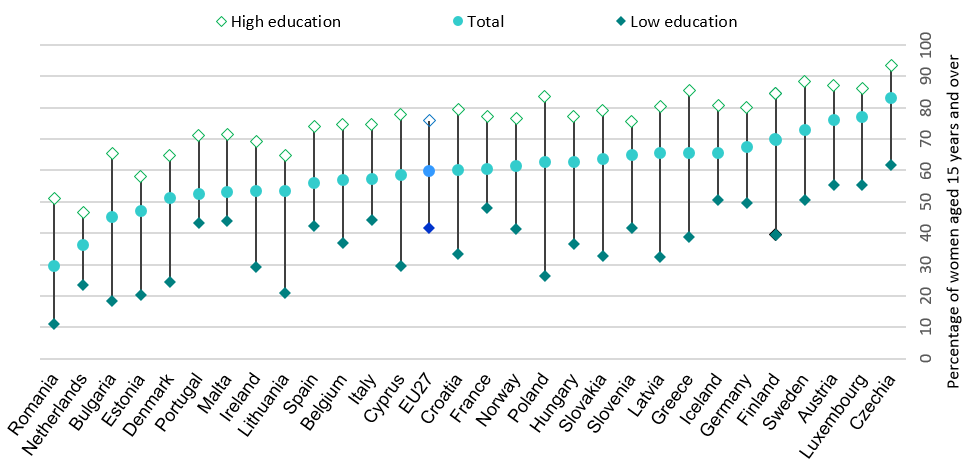 High education
Total
Low education
100
90
80
70
60
50
40
30
20
10
0
Percentage of women aged 15 years and over
Romania
Netherlands
Bulgaria
Estonia
Denmark
Portugal
Malta
Ireland
Lithuania
Spain
Belgium
Italy
Cyprus
EU27
Croatia
France
Norway
Poland
Hungary
Slovakia
Slovenia
Latvia
Greece
Iceland
Germany
Finland
Sweden
Austria
Luxembourg
Czechia